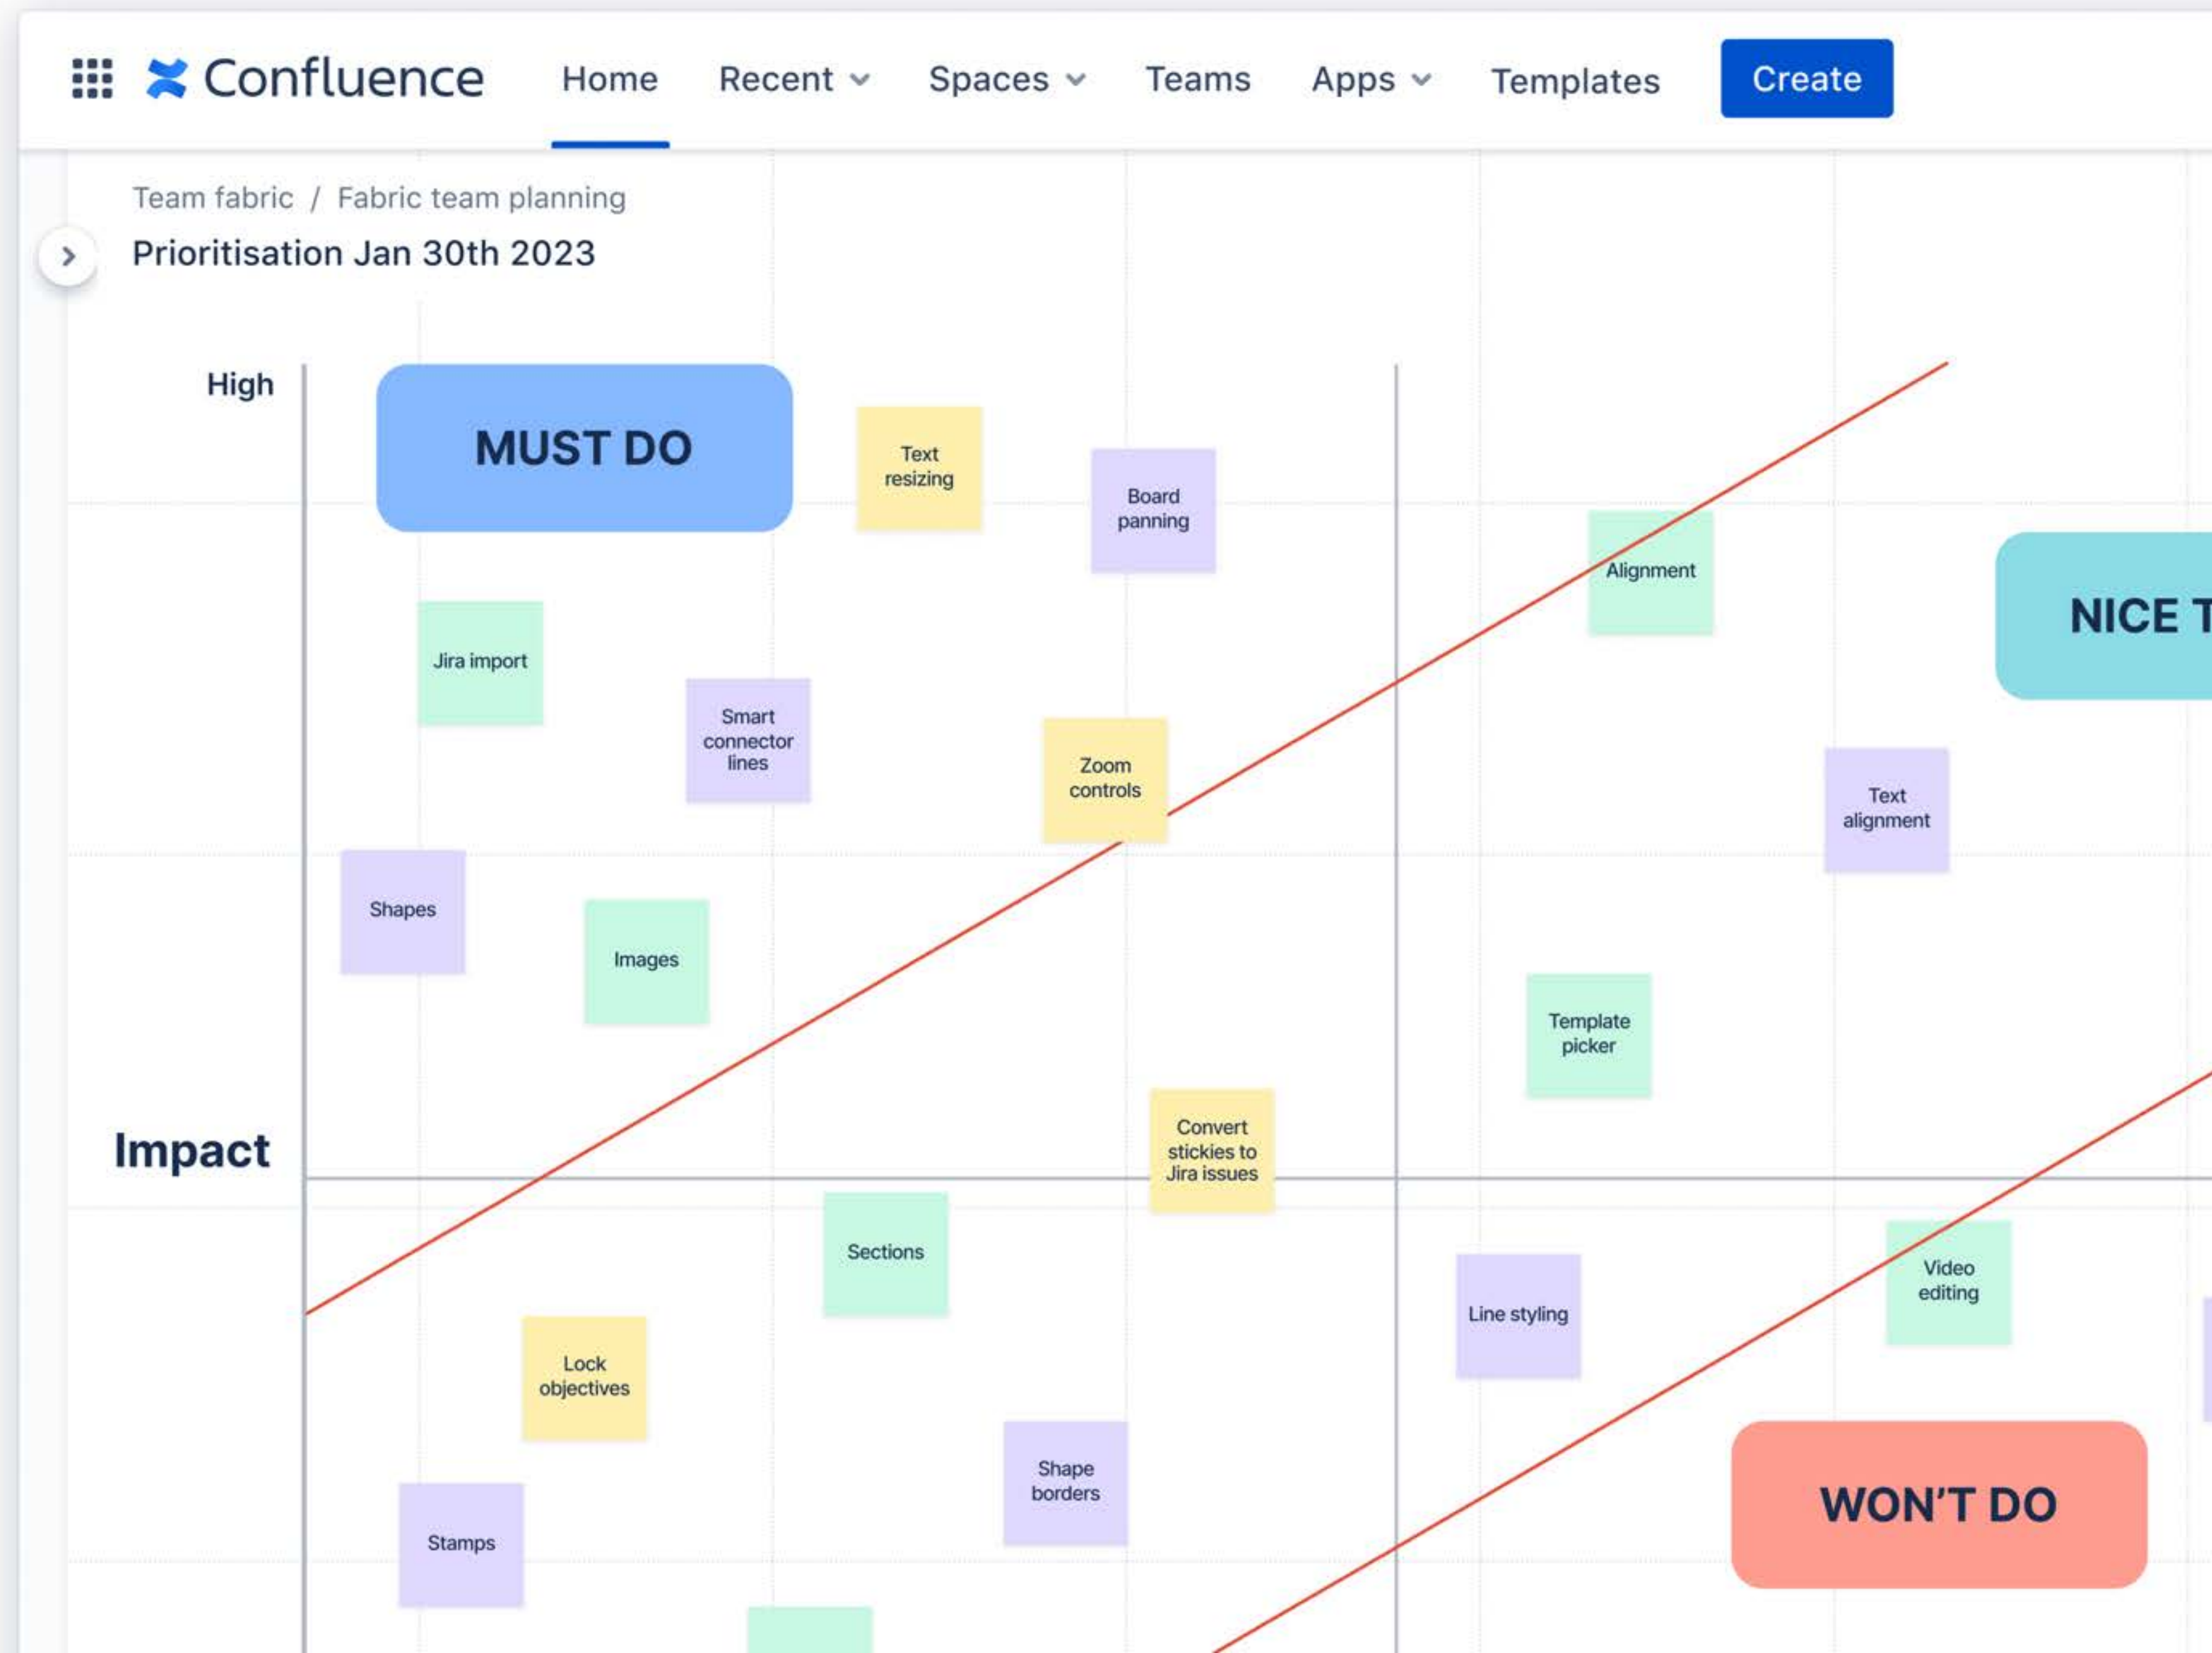 Confluence Home Recent Spaces Teams Apps Templates Create
Team fabric / Fabric team planning
Prioritisation Jan 30th 2023
High
MUST DO
Text
resizing
Board
panning
Alignment
NICE
Jira import
Smart
connector
lines
Zoom
controls
Text
alignment
Shapes
Images
Template
picker
Impact
Convert
stickies to
Jira issues
Sections
Line styling
Video
editing
Lock
objectives
Shape
borders
WON'T DO
Stamps